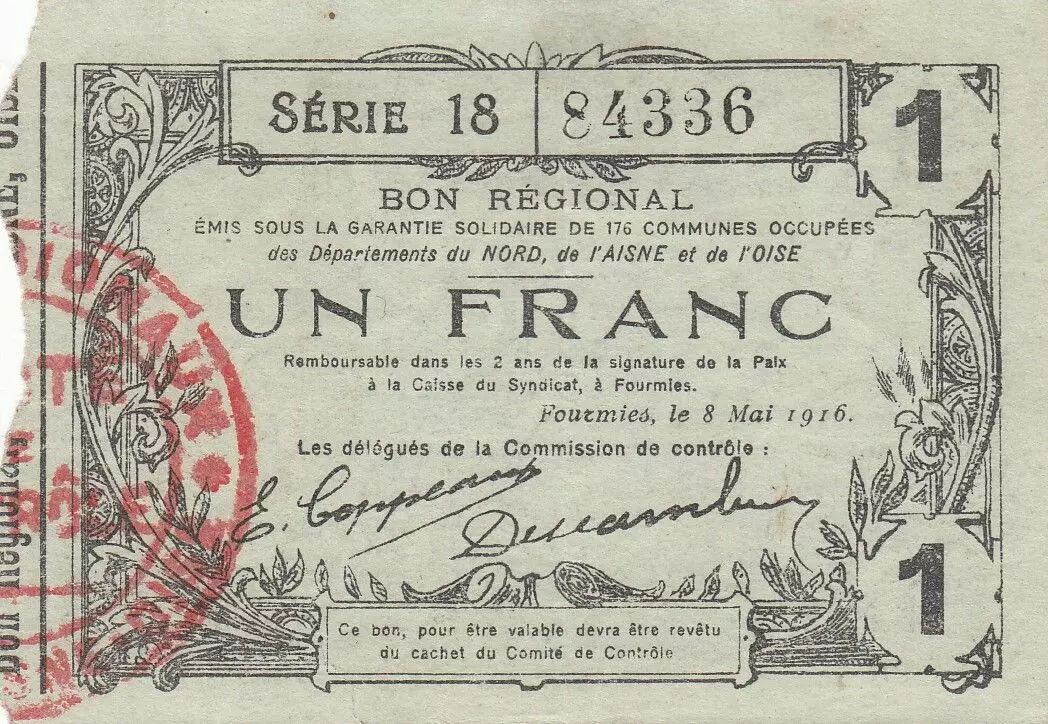 SÉRIE 18 84336
1
BON RÉGIONAL
ÉMIS SOUS LA GARANTIE SOLIDAIRE DE 176 COMMUNES OCCUPÉES
des Départements du NORD, de l'AISNE et de l'OISE
UN FRANC
Remboursable dans les 2 ans de la signature de la Paix
à la Caisse du Syndicat, à Fourmies.
Fourmies, le 8 Mai 1916.
Les délégués de la Commission de contrôle :
E. Coppeaux
1
Ce bon, pour être valable devra être revêtu
du cachet du Comité de Contrôle
Bon Régional,